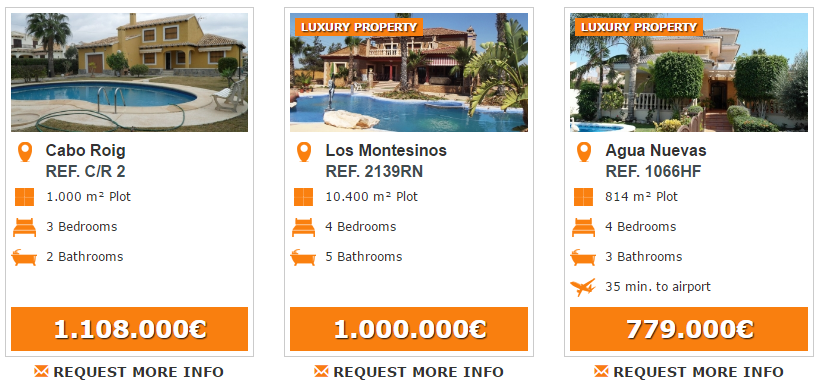 Cabo Roig
REF. C/R 2
1.000 m² Plot
3 Bedrooms
2 Bathrooms
1.108.000€
REQUEST MORE INFO
LUXURY PROPERTY
Los Montesinos
REF. 2139RN
10.400 m² Plot
4 Bedrooms
5 Bathrooms
1.000.000€
REQUEST MORE INFO
LUXURY PROPERTY
Agua Nuevas
REF. 1066HF
814 m² Plot
4 Bedrooms
3 Bathrooms
35 min. to airport
779.000€
REQUEST MORE INFO